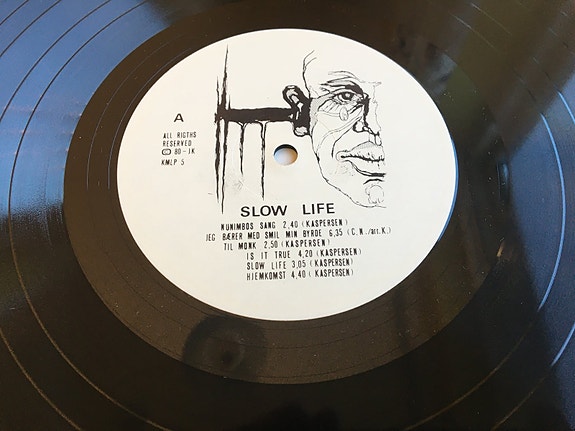 A
ALL RIGTHS
RESERVED
© 80-IK
KMLP 5
SLOW LIFE
NUNIMBOS SANG 2,40 (KASPERSEN)
JEG BÆRER MED SMIL MIN BYRDE 6,35 (C.N./arr.K.)
TIL MONK 2,50 (KASPERSEN)
IS IT TRUE 4,20 (KASPERSEN)
SLOW LIFE 3,05 (KASPERSEN)
HJEMKOMST 4,40 (KASPERSEN)